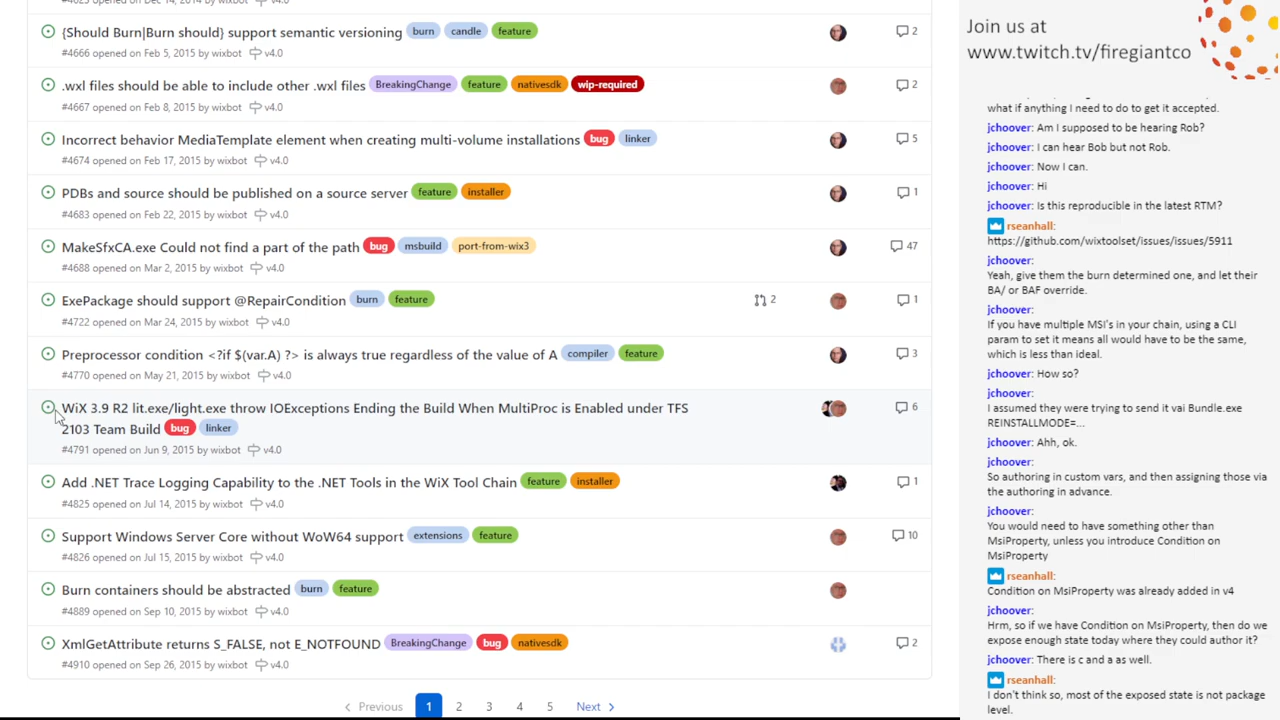 {Should Burn|Burn should} support semantic versioning burn candle feature 2
#4666 opened on Feb 5, 2015 by wixbot v4.0
.wxl files should be able to include other .wxl files BreakingChange feature nativesdk wip-required 2
#4667 opened on Feb 8, 2015 by wixbot v4.0
Incorrect behavior MediaTemplate element when creating multi-volume installations bug linker 5
#4674 opened on Feb 17, 2015 by wixbot v4.0
PDBs and source should be published on a source server feature installer 1
#4683 opened on Feb 22, 2015 by wixbot v4.0
MakeSfxCA.exe Could not find a part of the path bug msbuild port-from-wix3 47
#4688 opened on Mar 2, 2015 by wixbot v4.0
ExePackage should support @RepairCondition burn feature 2 1
#4722 opened on Mar 24, 2015 by wixbot v4.0
Preprocessor condition <?if $(var.A) ?> is always true regardless of the value of A compiler feature 3
#4770 opened on May 21, 2015 by wixbot v4.0
WiX 3.9 R2 lit.exe/light.exe throw IOExceptions Ending the Build When MultiProc is Enabled under TFS 6
2103 Team Build bug linker
#4791 opened on Jun 9, 2015 by wixbot v4.0
Add .NET Trace Logging Capability to the .NET Tools in the WiX Tool Chain feature installer 1
#4825 opened on Jul 14, 2015 by wixbot v4.0
Support Windows Server Core without WoW64 support extensions feature 10
#4826 opened on Jul 15, 2015 by wixbot v4.0
Burn containers should be abstracted burn feature
#4889 opened on Sep 10, 2015 by wixbot v4.0
XmlGetAttribute returns S_FALSE, not E_NOTFOUND BreakingChange bug nativesdk 2
#4910 opened on Sep 26, 2015 by wixbot v4.0
Previous 1 2 3 4 5 Next
Join us at
www.twitch.tv/firegiantco
what if anything I need to do to get it accepted.
jchoover: Am I supposed to be hearing Rob?
jchoover: I can hear Bob but not Rob.
jchoover: Now I can.
jchoover: Hi
jchoover: Is this reproducible in the latest RTM?
rseanhall:
https://github.com/wixtoolset/issues/issues/5911
jchoover:
Yeah, give them the burn determined one, and let their
BA/ or BAF override.
jchoover:
If you have multiple MSI's in your chain, using a CLI
param to set it means all would have to be the same,
which is less than ideal.
jchoover: How so?
jchoover:
I assumed they were trying to send it vai Bundle.exe
REINSTALLMODE=...
jchoover: Ahh, ok.
jchoover:
So authoring in custom vars, and then assigning those via
the authoring in advance.
jchoover:
You would need to have something other than
MsiProperty, unless you introduce Condition on
MsiProperty
rseanhall:
Condition on MsiProperty was already added in v4
jchoover:
Hrm, so if we have Condition on MsiProperty, then do we
expose enough state today where they could author it?
jchoover: There is c and a as well.
rseanhall:
I don't think so, most of the exposed state is not package
level.